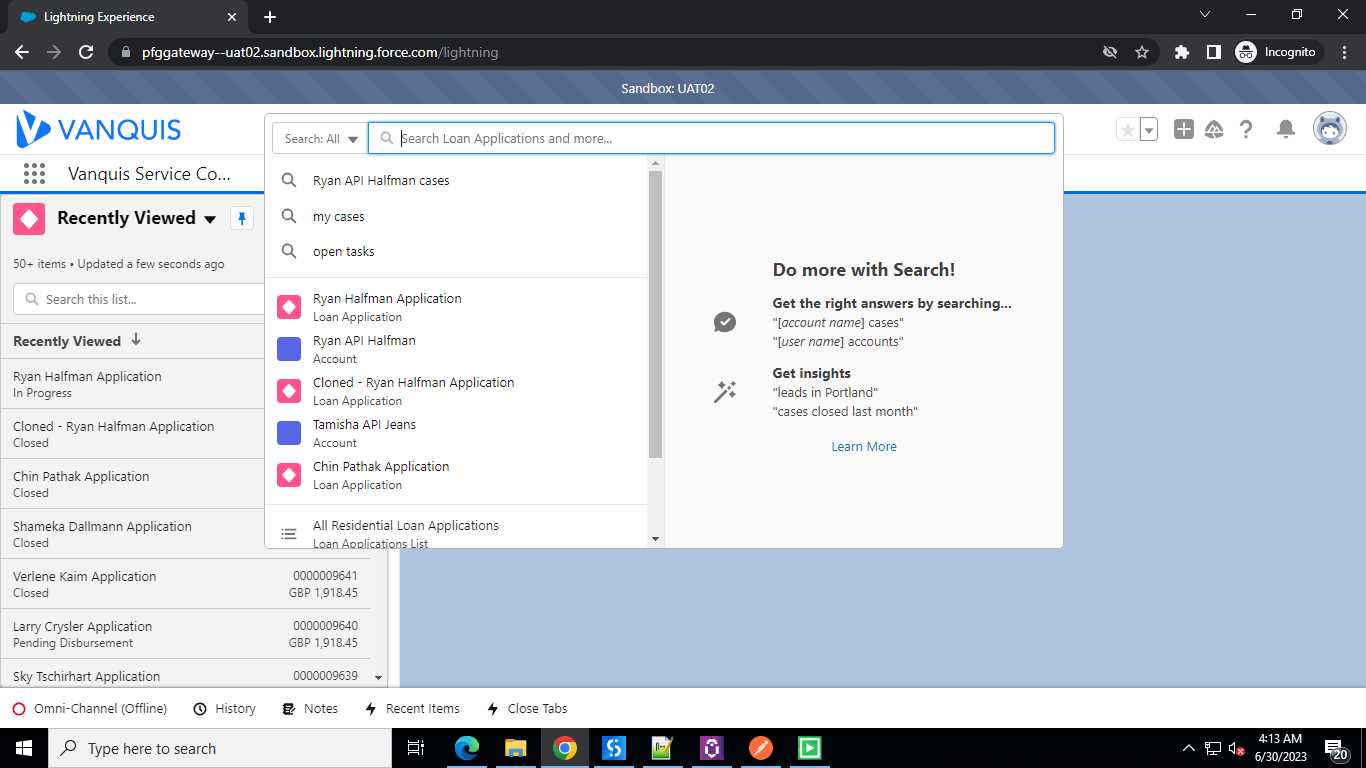 Lightning Experience
pfggateway--uat02.sandbox.lightning.force.com/lightning
Incognito
Sandbox: UAT02
VANQUIS
Search: All
Search Loan Applications and more...
Vanquis Service Co...
Recently Viewed
50+ items • Updated a few seconds ago
Search this list...
Recently Viewed
Ryan Halfman Application
In Progress
Cloned - Ryan Halfman Application
Closed
Chin Pathak Application
Closed
Shameka Dallmann Application
Closed
Verlene Kaim Application 0000009641
Closed GBP 1,918.45
Larry Crysler Application 0000009640
Pending Disbursement GBP 1,918.45
Sky Tschirhart Application 0000009639
Ryan API Halfman cases
my cases
open tasks
Ryan Halfman Application
Loan Application
Ryan API Halfman
Account
Cloned - Ryan Halfman Application
Loan Application
Tamisha API Jeans
Account
Chin Pathak Application
Loan Application
All Residential Loan Applications
Loan Applications List
Do more with Search!
Get the right answers by searching...
"[account name] cases"
"[user name] accounts"
Get insights
"leads in Portland"
"cases closed last month"
Learn More
Omni-Channel (Offline) History Notes Recent Items Close Tabs
Type here to search
4:13 AM
6/30/2023
20